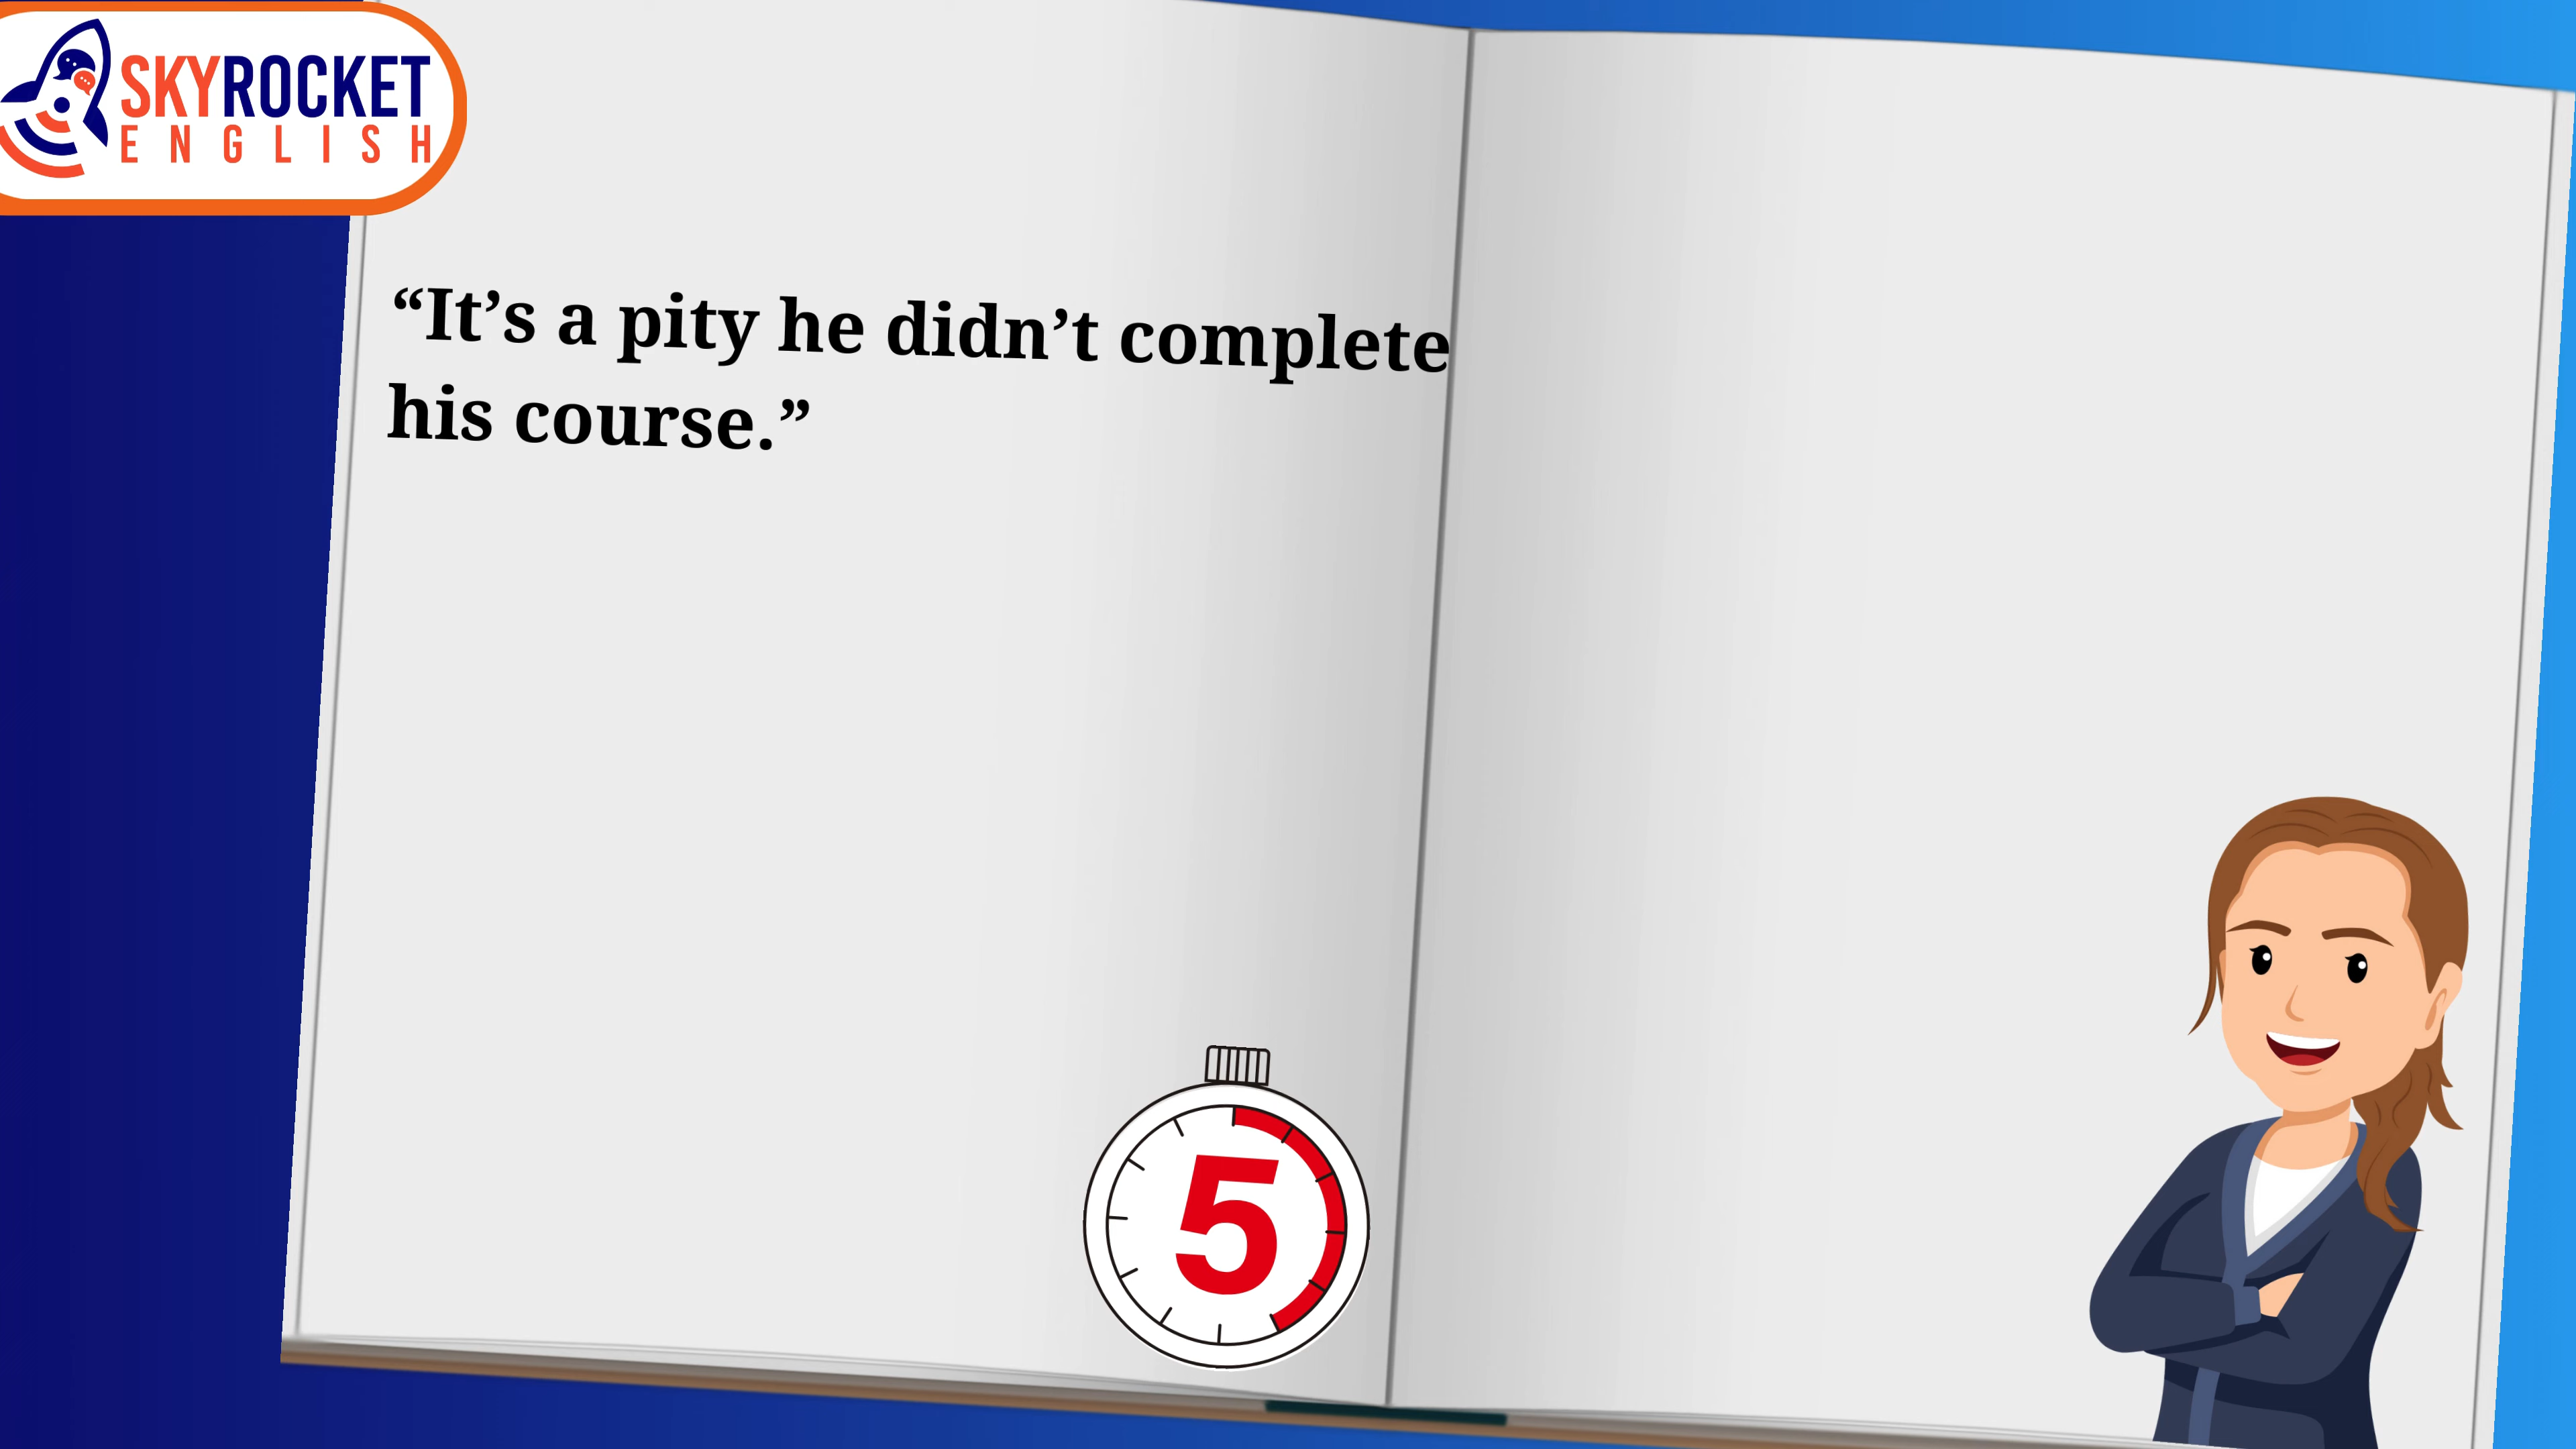 SKYROCKET
ENGLISH
“It’s a pity he didn’t complete
his course.”
5